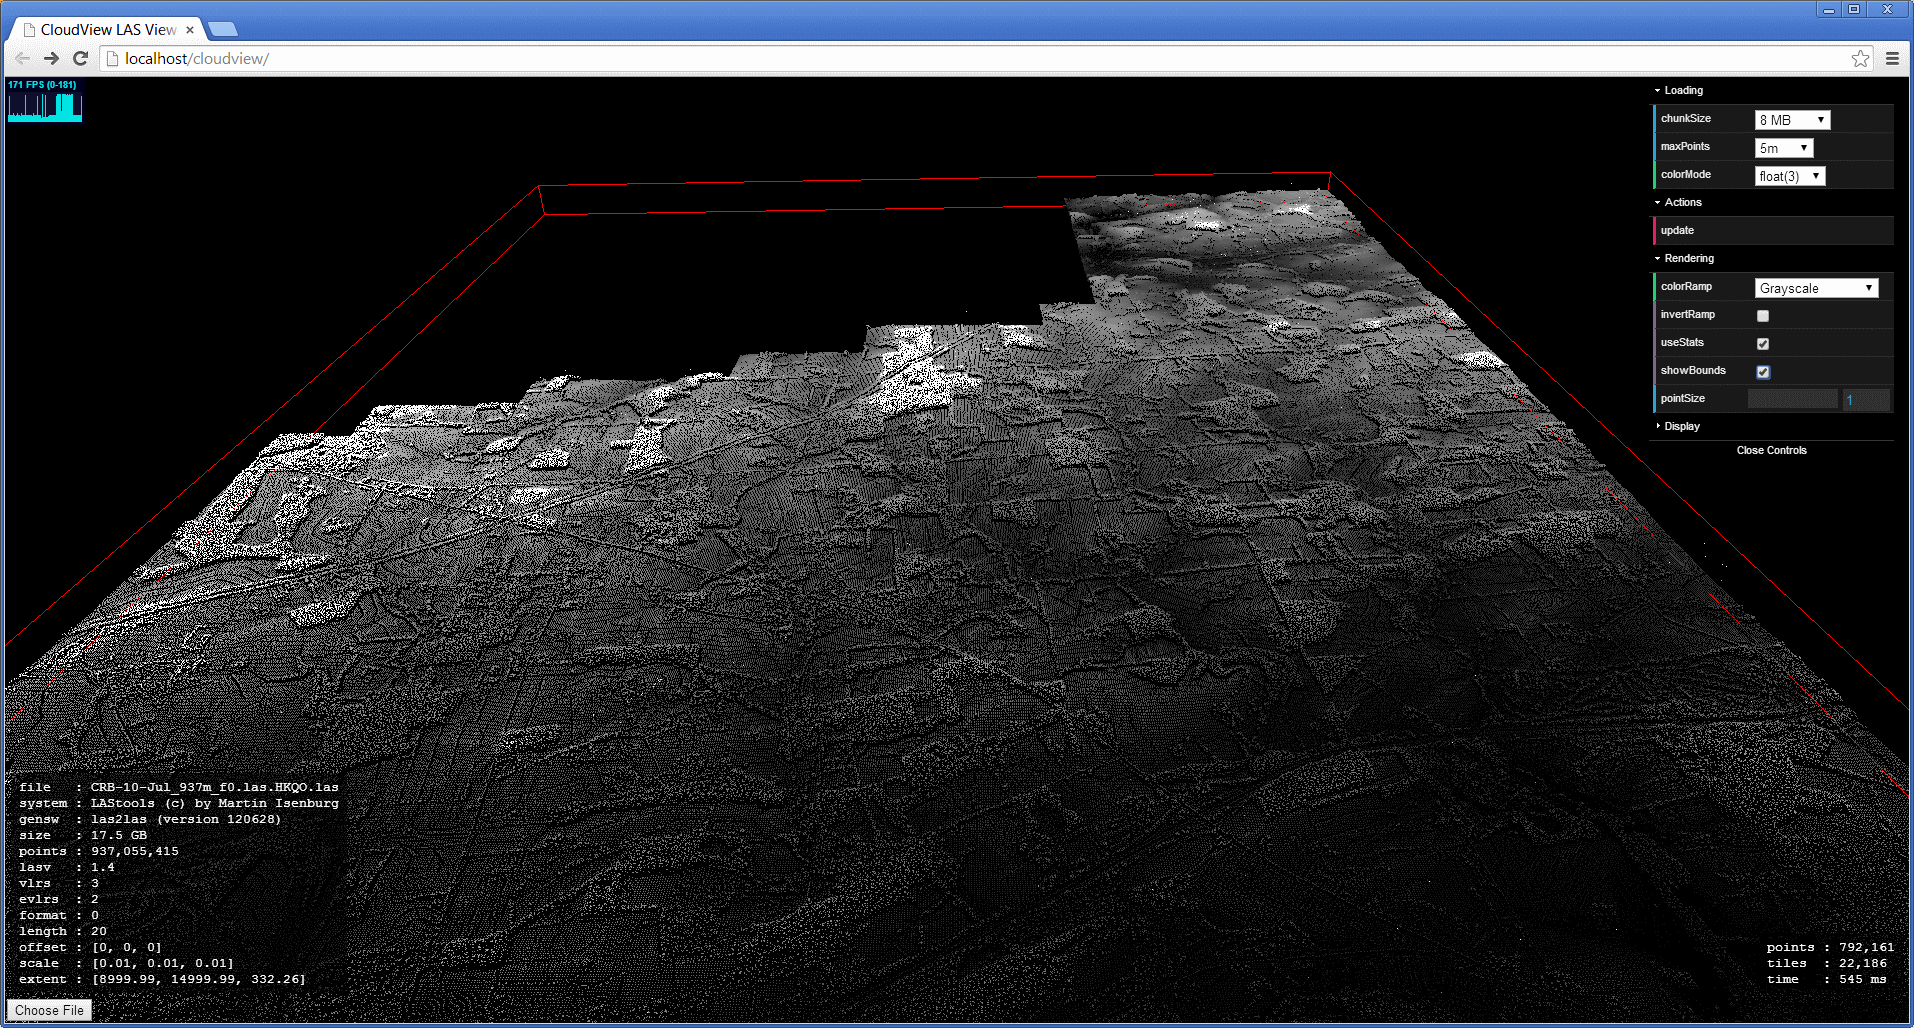 CloudView LAS View
localhost/cloudview/
171 FPS (0-181)
Loading
chunkSize 8 MB
maxPoints 5m
colorMode float(3)
Actions
update
Rendering
colorRamp Grayscale
invertRamp
useStats
showBounds
pointSize 1
Display
Close Controls
file : CRB-10-Jul_937m_f0.las.HKQO.las
system : LAStools (c) by Martin Isenburg
gensw : las2las (version 120628)
size : 17.5 GB
points : 937,055,415
lasv : 1.4
vlrs : 3
evlrs : 2
format : 0
length : 20
offset : [0, 0, 0]
scale : [0.01, 0.01, 0.01]
extent : [8999.99, 14999.99, 332.26]
points : 792,161
tiles : 22,186
time : 545 ms
Choose File